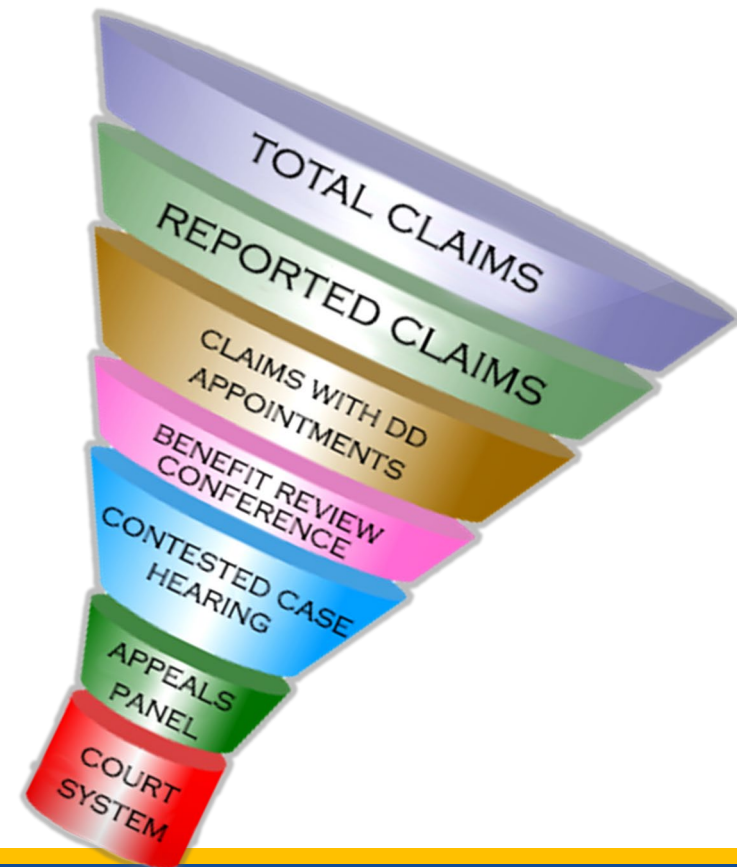 TOTAL CLAIMS
REPORTED CLAIMS
CLAIMS WITH DD
APPOINTMENTS
BENEFIT REVIEW
CONFERENCE
CONTESTED CASE
HEARING
APPEALS
PANEL
COURT
SYSTEM